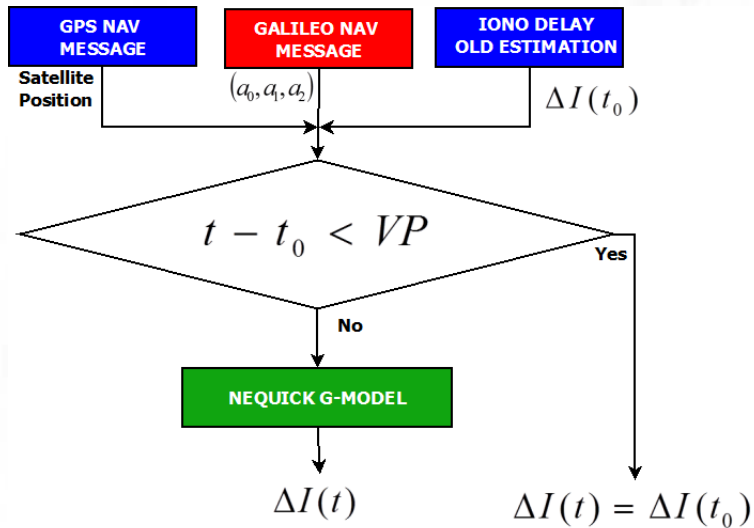 GPS NAV
MESSAGE
GALILEO NAV
MESSAGE
IONO DELAY
OLD ESTIMATION
Satellite
Position
(a₀,a₁,a₂)
ΔI(t₀)
t − t₀ < VP
Yes
No
NEQUICK G-MODEL
ΔI(t)
ΔI(t) = ΔI(t₀)